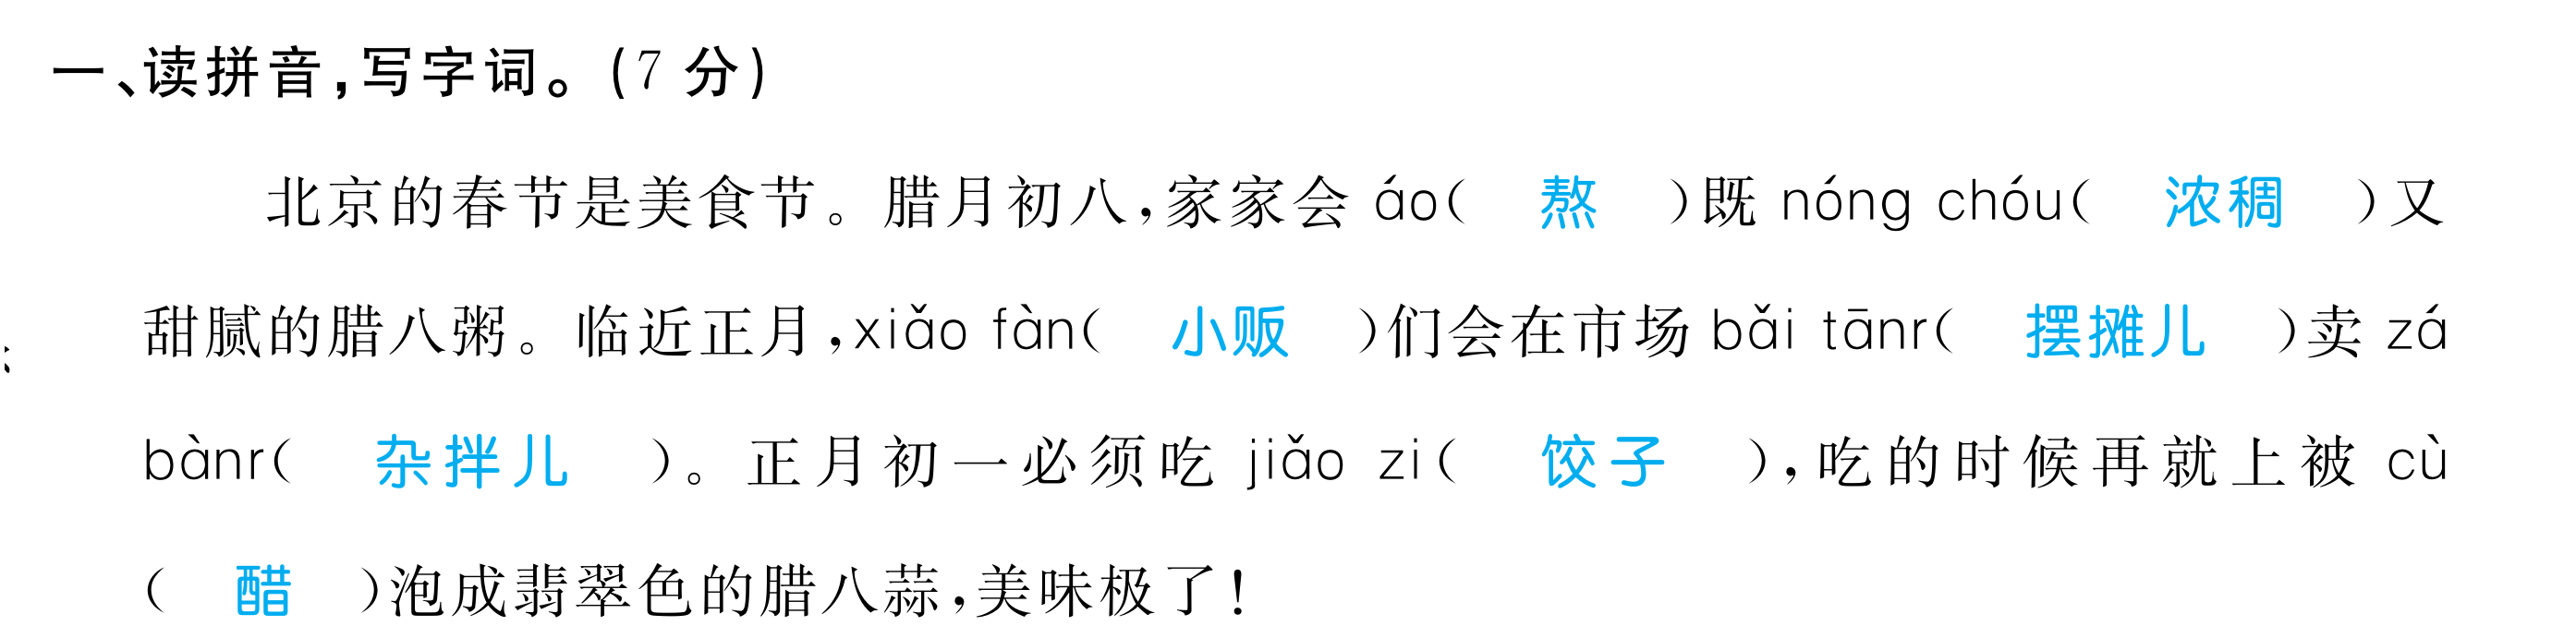 一、读拼音,写字词。(7 分)
北京的春节是美食节。腊月初八,家家会 áo( 熬 )既 nóng chóu( 浓稠 )又
甜腻的腊八粥。临近正月,xiǎo fàn( 小贩 )们会在市场 bǎi tānr( 摆摊儿 )卖 zá
bànr( 杂拌儿 )。正月初一必须吃 jiǎo zi( 饺子 ),吃的时候再就上被 cù
( 醋 )泡成翡翠色的腊八蒜,美味极了!